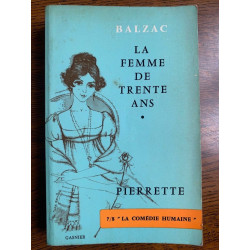 BALZAC
LA
FEMME
DE
TRENTE
ANS
PIERRETTE
7/8 "LA COMÉDIE HUMAINE"
GARNIER